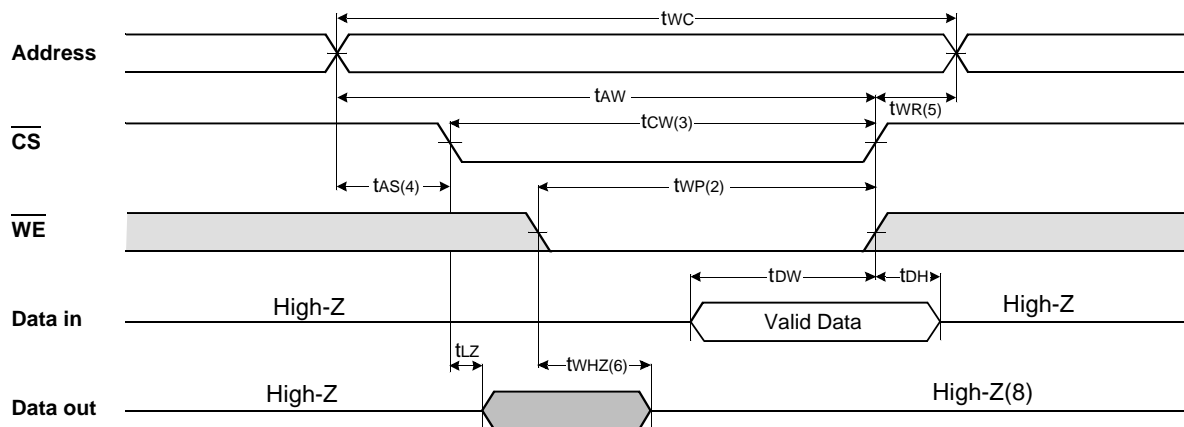 tWC
Address
tAW
tWR(5)
CS
tCW(3)
tAS(4)
tWP(2)
WE
tDW
tDH
Data in
High-Z
Valid Data
High-Z
tLZ
tWHZ(6)
Data out
High-Z
High-Z(8)